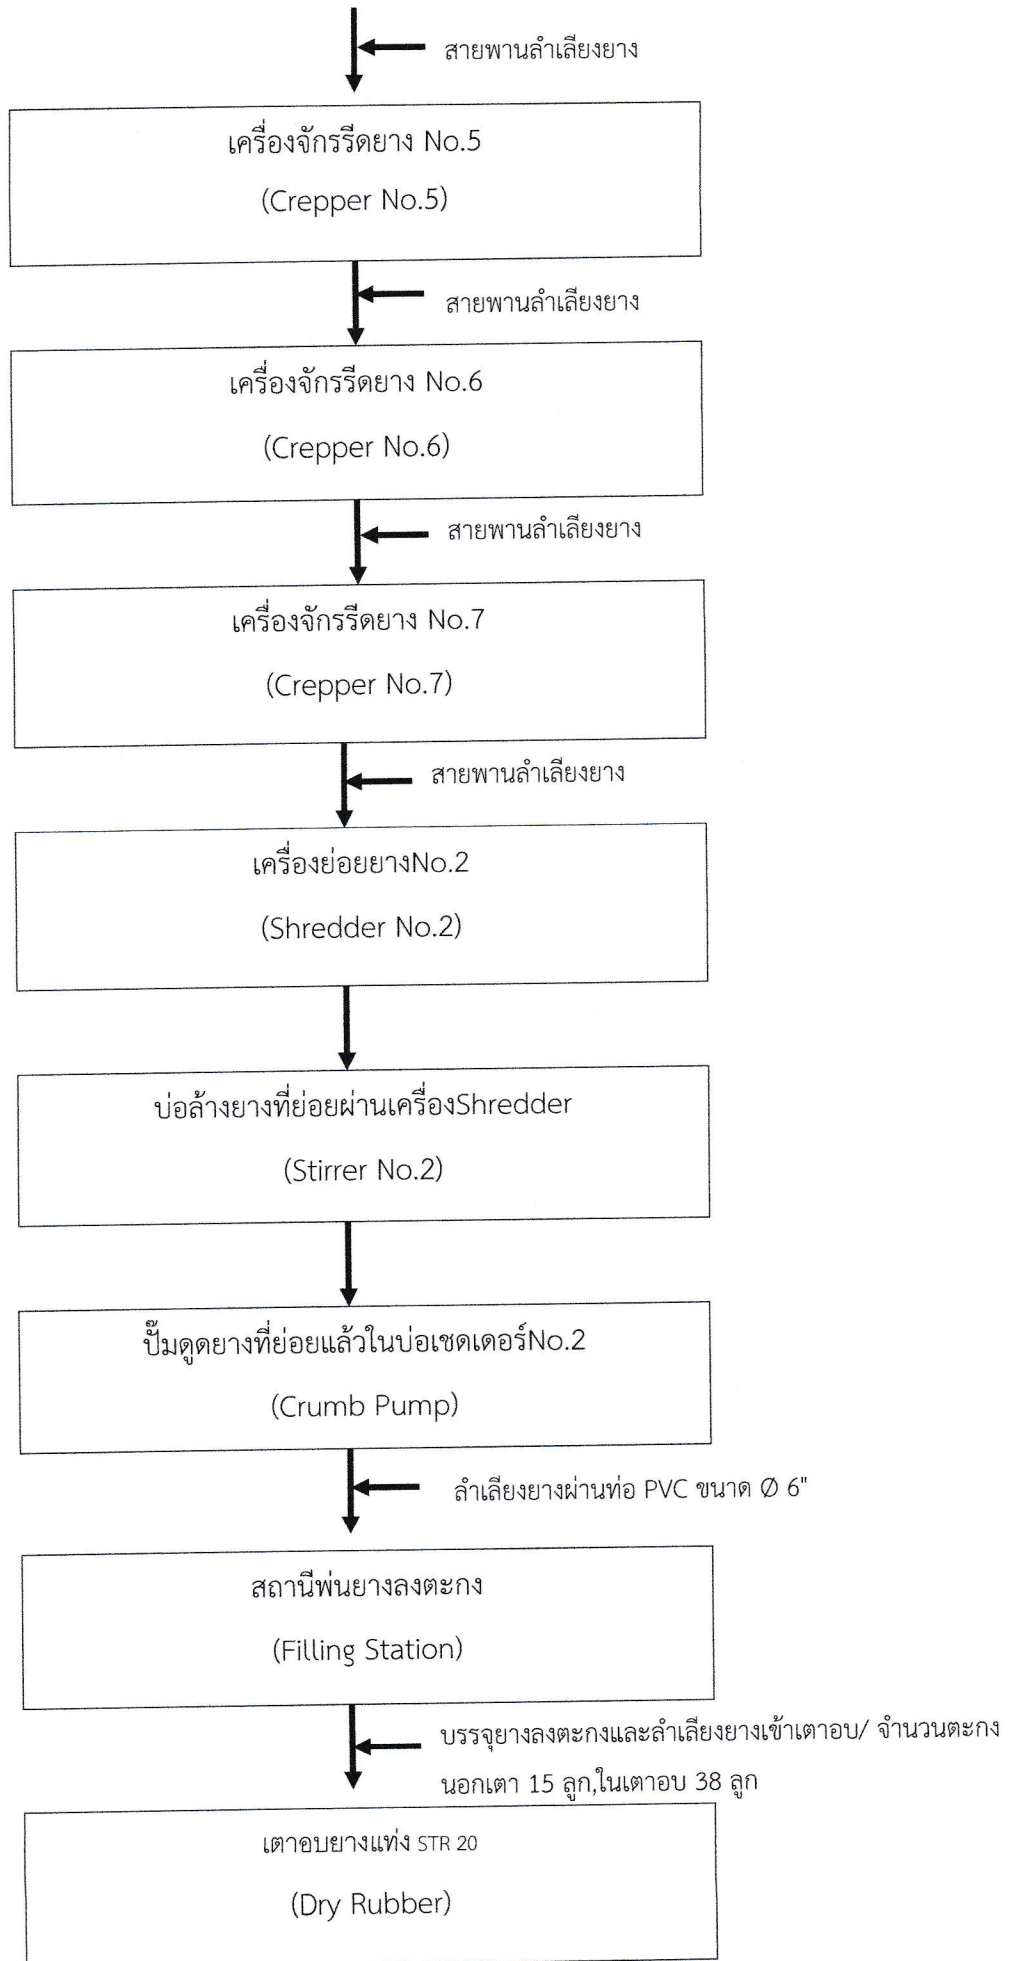 สายพานลำเลียงยาง
เครื่องจักรรีดยาง No.5
(Crepper No.5)
สายพานลำเลียงยาง
เครื่องจักรรีดยาง No.6
(Crepper No.6)
สายพานลำเลียงยาง
เครื่องจักรรีดยาง No.7
(Crepper No.7)
สายพานลำเลียงยาง
เครื่องย่อยยางNo.2
(Shredder No.2)
บ่อล้างยางที่ย่อยผ่านเครื่องShredder
(Stirrer No.2)
ปั๊มดูดยางที่ย่อยแล้วในบ่อเชดเดอร์No.2
(Crumb Pump)
ลำเลียงยางผ่านท่อ PVC ขนาด Ø 6"
สถานีพ่นยางลงตะกง
(Filling Station)
บรรจุยางลงตะกงและลำเลียงยางเข้าเตาอบ/ จำนวนตะกง
นอกเตา 15 ลูก,ในเตาอบ 38 ลูก
เตาอบยางแท่ง STR 20
(Dry Rubber)